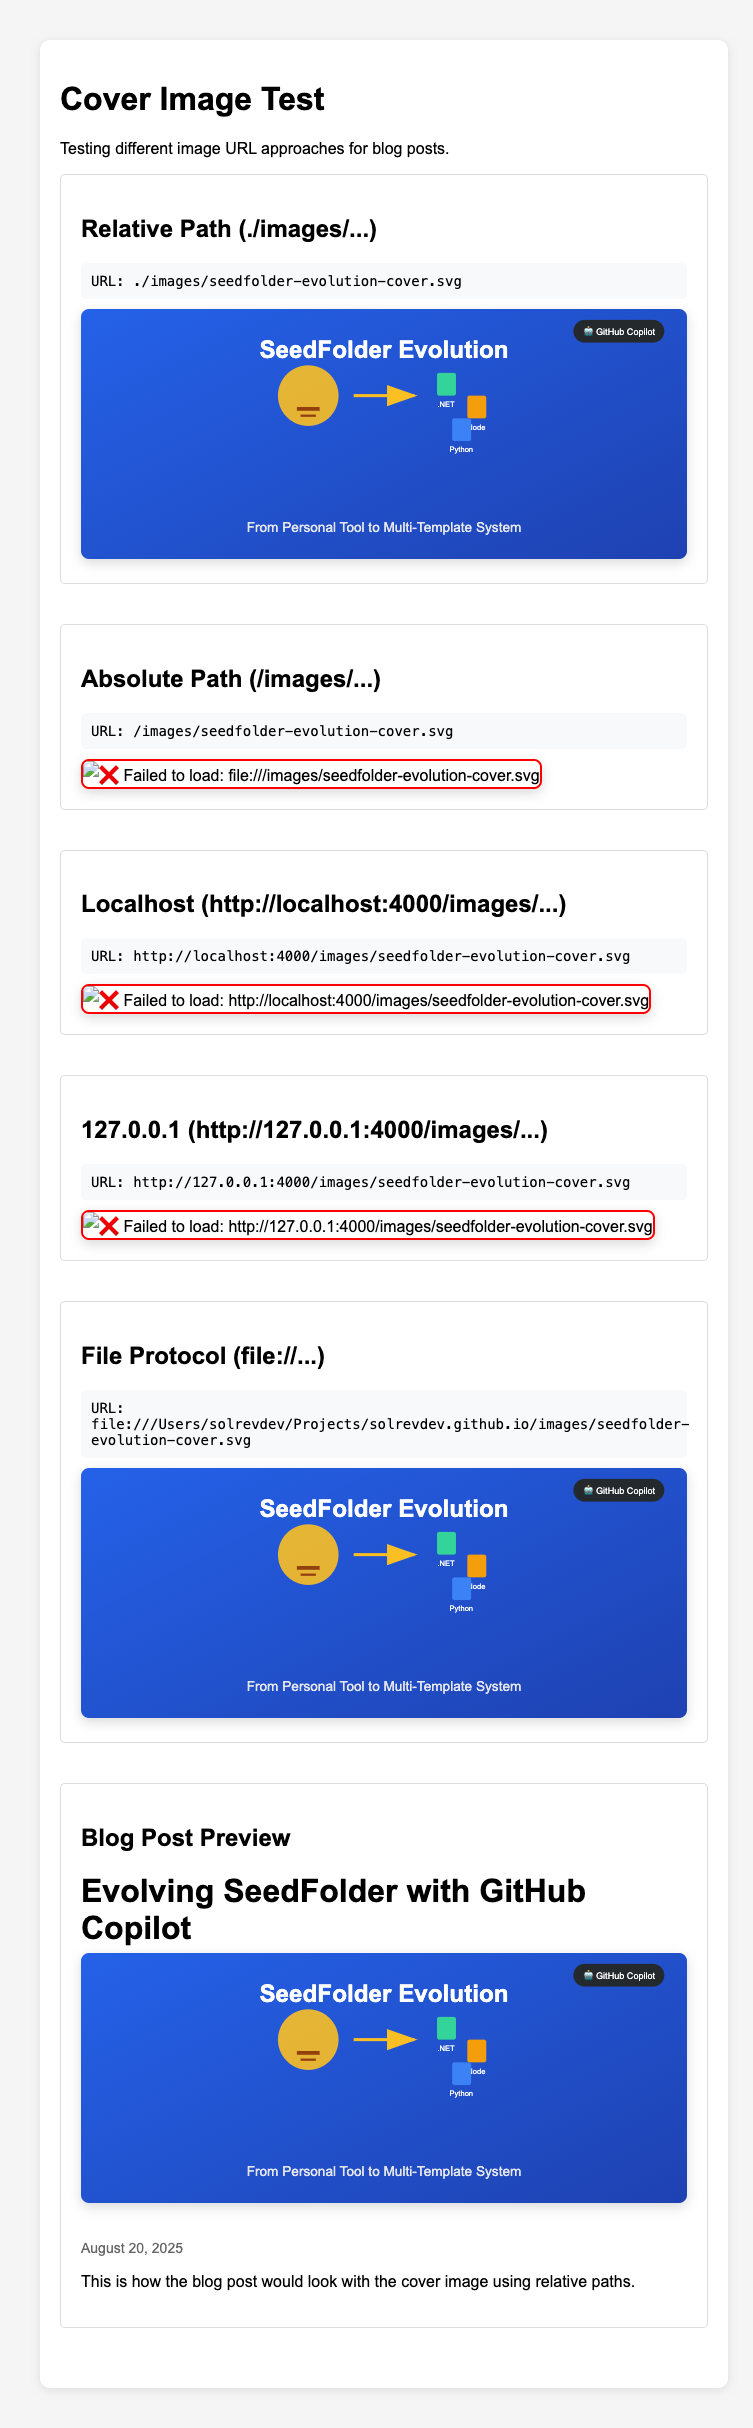 Cover Image Test
Testing different image URL approaches for blog posts.
Relative Path (./images/...)
URL: ./images/seedfolder-evolution-cover.svg
GitHub Copilot
SeedFolder Evolution
.NET
Python
From Personal Tool to Multi-Template System
Absolute Path (/images/...)
URL: /images/seedfolder-evolution-cover.svg
❌ Failed to load: file:///images/seedfolder-evolution-cover.svg
Localhost (http://localhost:4000/images/...)
URL: http://localhost:4000/images/seedfolder-evolution-cover.svg
❌ Failed to load: http://localhost:4000/images/seedfolder-evolution-cover.svg
127.0.0.1 (http://127.0.0.1:4000/images/...)
URL: http://127.0.0.1:4000/images/seedfolder-evolution-cover.svg
❌ Failed to load: http://127.0.0.1:4000/images/seedfolder-evolution-cover.svg
File Protocol (file://...)
URL:
file:///Users/solrevdev/Projects/solrevdev.github.io/images/seedfolder-
evolution-cover.svg
GitHub Copilot
SeedFolder Evolution
.NET
Python
From Personal Tool to Multi-Template System
Blog Post Preview
Evolving SeedFolder with GitHub
Copilot
GitHub Copilot
SeedFolder Evolution
.NET
Python
From Personal Tool to Multi-Template System
August 20, 2025
This is how the blog post would look with the cover image using relative paths.